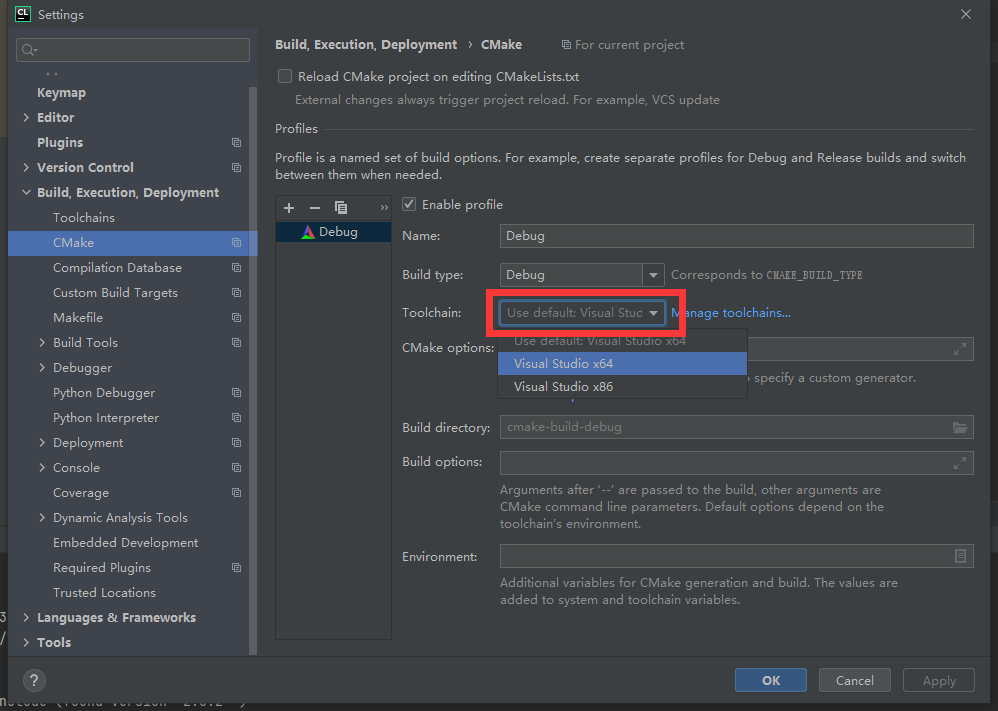 CL
Settings
Build, Execution, Deployment › CMake
For current project
Reload CMake project on editing CMakeLists.txt
External changes always trigger project reload. For example, VCS update
Profiles
Profile is a named set of build options. For example, create separate profiles for Debug and Release builds and switch
between them when needed.
Keymap
Editor
Plugins
Version Control
Build, Execution, Deployment
Toolchains
CMake
Compilation Database
Custom Build Targets
Makefile
Build Tools
Debugger
Python Debugger
Python Interpreter
Deployment
Console
Coverage
Dynamic Analysis Tools
Embedded Development
Required Plugins
Trusted Locations
Languages & Frameworks
Tools
Debug
Enable profile
Name: Debug
Build type: Debug Corresponds to CMAKE_BUILD_TYPE
Toolchain: Use default: Visual Stud Manage toolchains...
Use default: Visual Studio x64
Visual Studio x64
Visual Studio x86
CMake options:
specify a custom generator.
Build directory: cmake-build-debug
Build options:
Arguments after '--' are passed to the build, other arguments are
CMake command line parameters. Default options depend on the
toolchain's environment.
Environment:
Additional variables for CMake generation and build. The values are
added to system and toolchain variables.
?
OK
Cancel
Apply